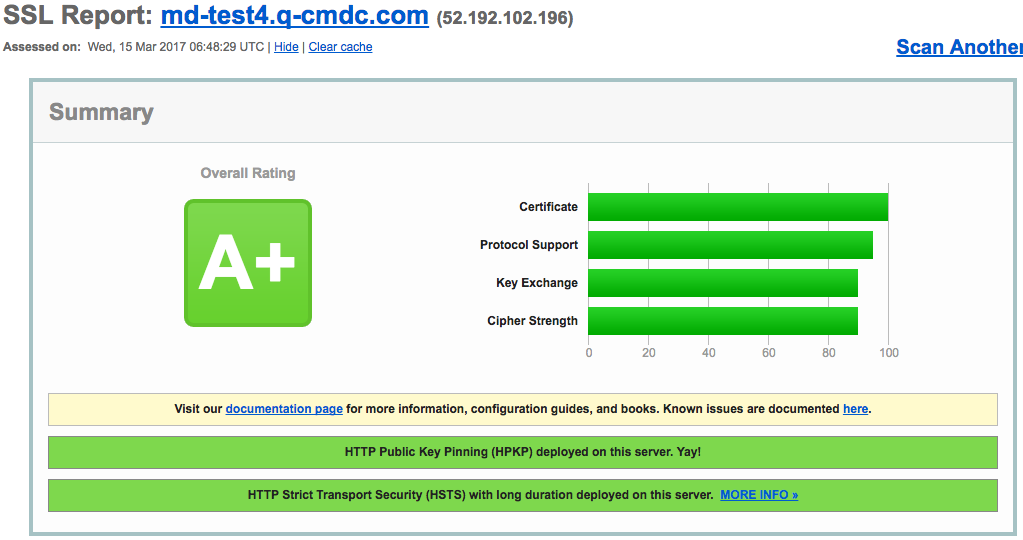 SSL Report: md-test4.q-cmdc.com (52.192.102.196)
Assessed on: Wed, 15 Mar 2017 06:48:29 UTC | Hide | Clear cache
Scan Another
Summary
Overall Rating
A+
Certificate
Protocol Support
Key Exchange
Cipher Strength
0 20 40 60 80 100
Visit our documentation page for more information, configuration guides, and books. Known issues are documented here.
HTTP Public Key Pinning (HPKP) deployed on this server. Yay!
HTTP Strict Transport Security (HSTS) with long duration deployed on this server. MORE INFO »